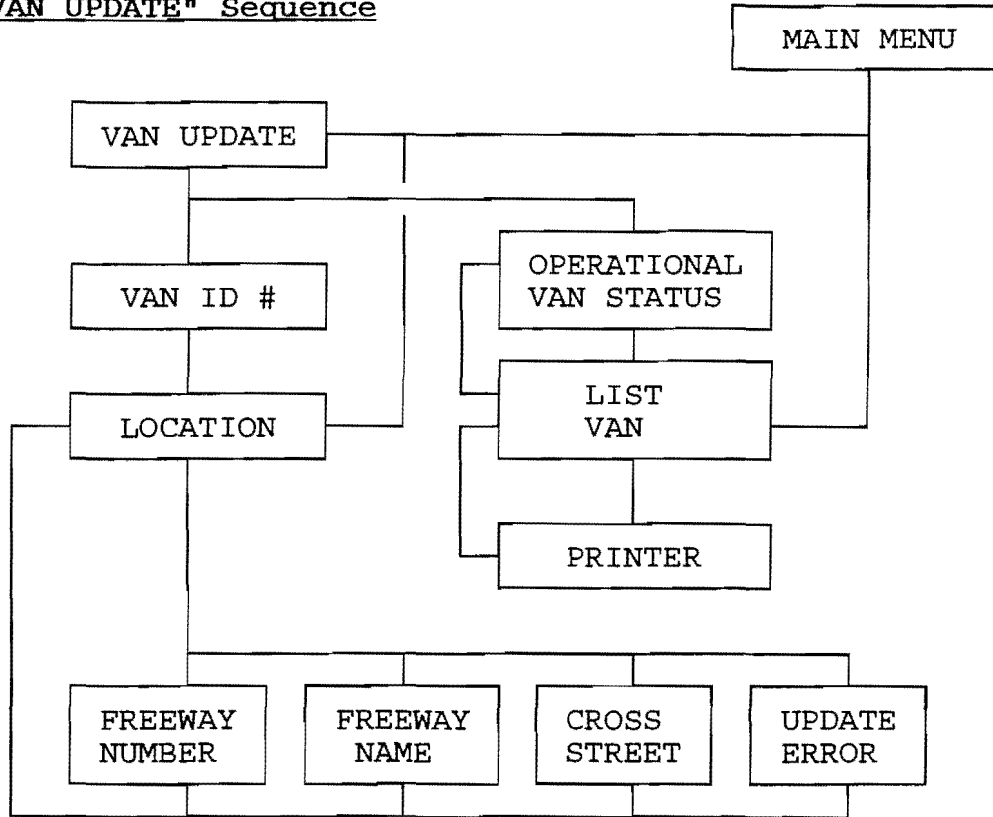 VAN UPDATE" Sequence
MAIN MENU
VAN UPDATE
OPERATIONAL
VAN STATUS
VAN ID #
LIST
VAN
LOCATION
PRINTER
FREEWAY
NUMBER
FREEWAY
NAME
CROSS
STREET
UPDATE
ERROR